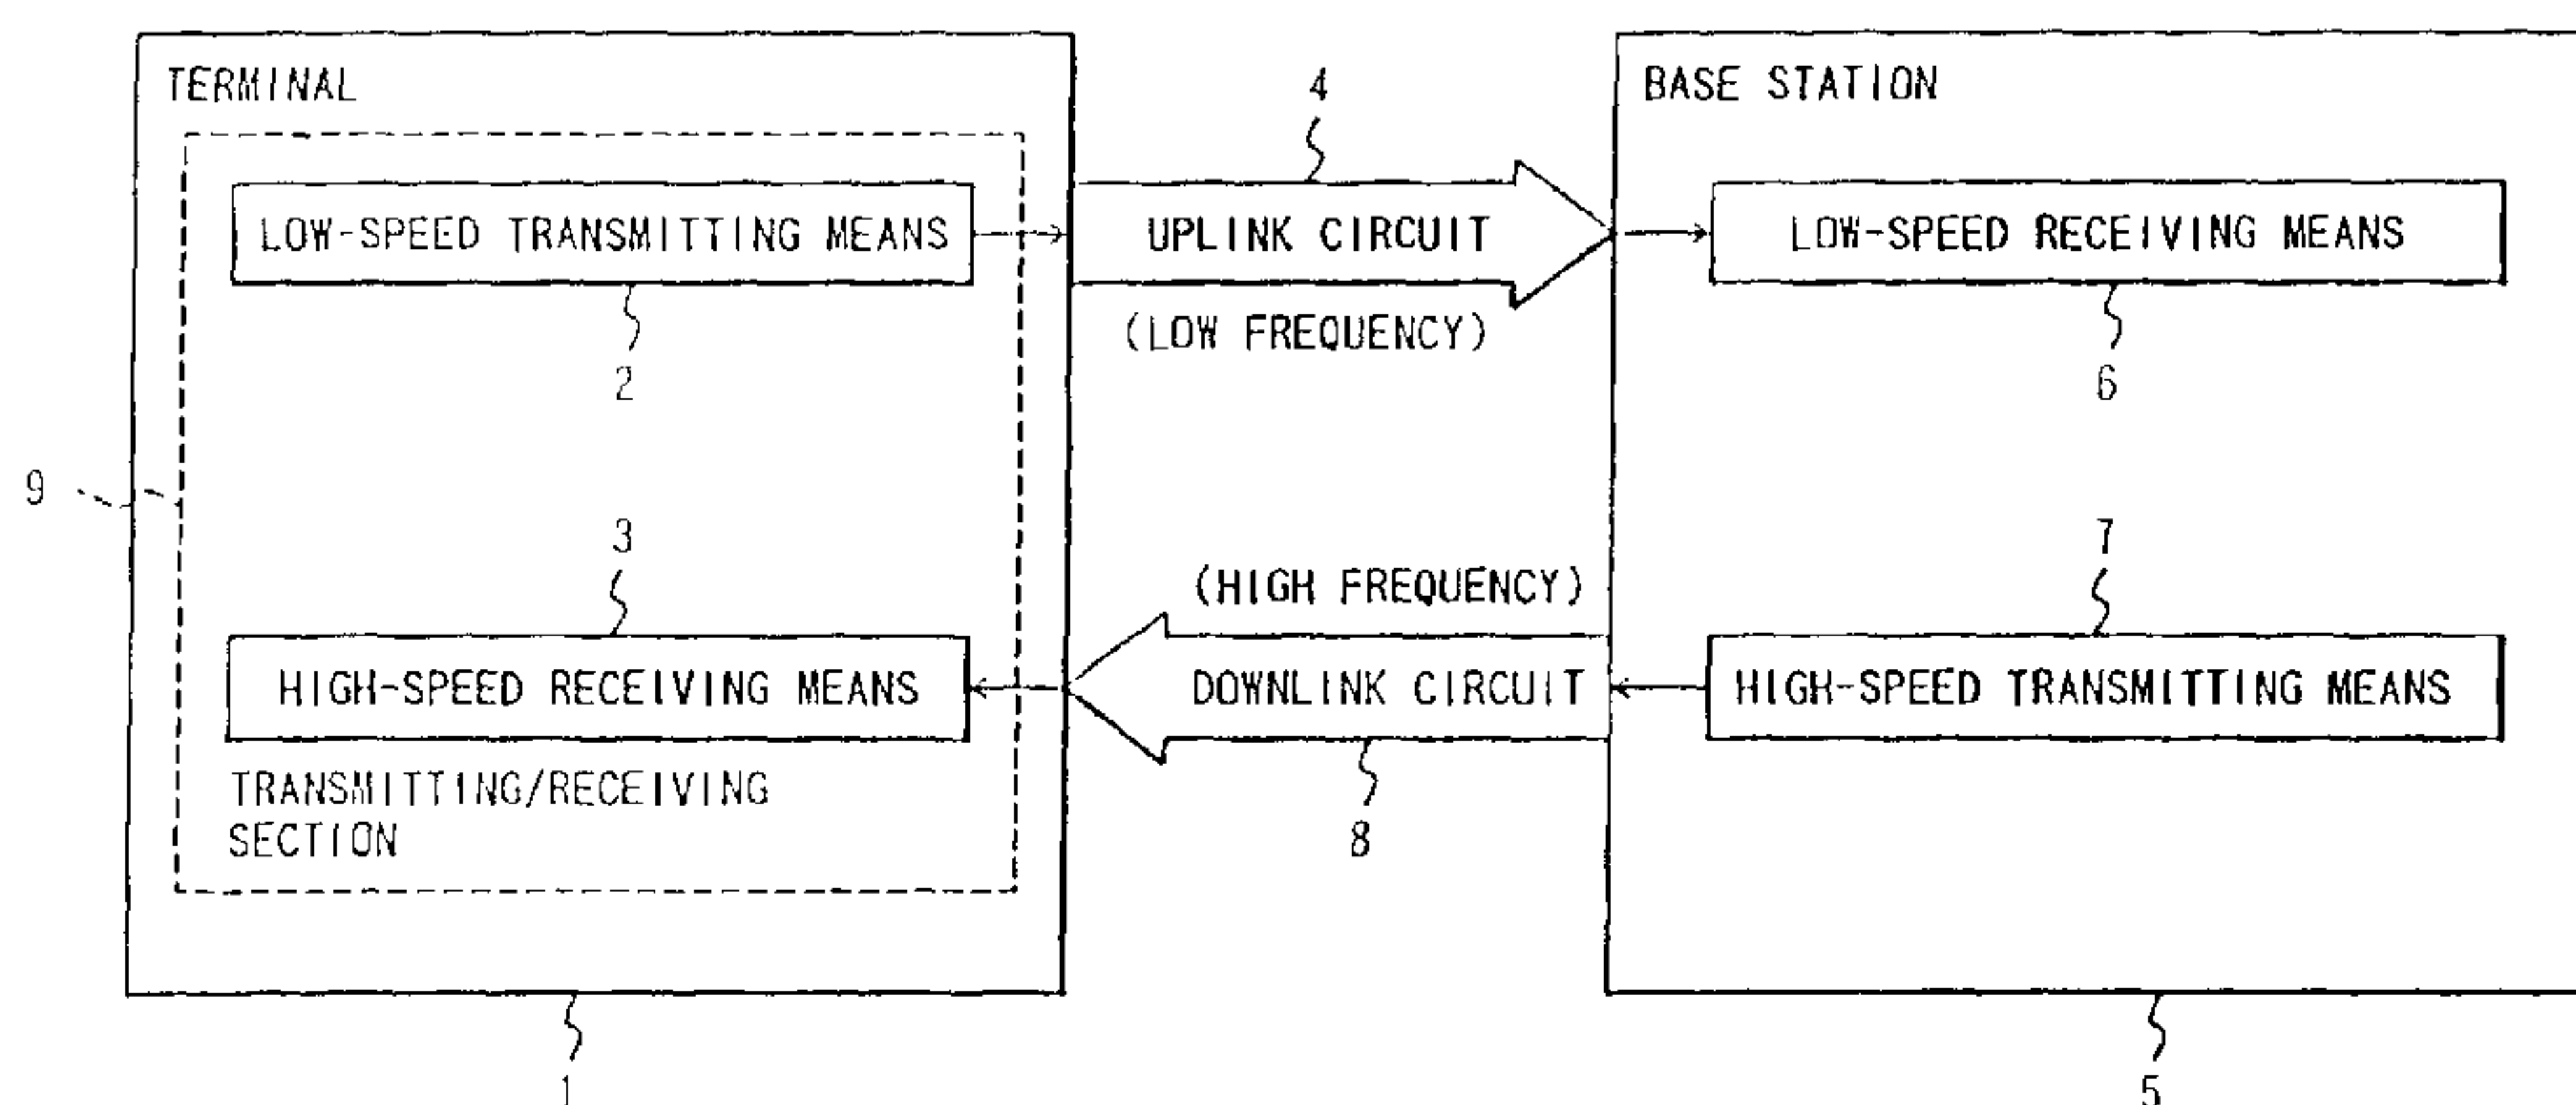 TERMINAL
4
BASE STATION
LOW-SPEED TRANSMITTING MEANS
UPLINK CIRCUIT
LOW-SPEED RECEIVING MEANS
(LOW FREQUENCY)
2
6
9
3
7
(HIGH FREQUENCY)
HIGH-SPEED RECEIVING MEANS
DOWNLINK CIRCUIT
HIGH-SPEED TRANSMITTING MEANS
TRANSMITTING/RECEIVING
SECTION
8
1
5